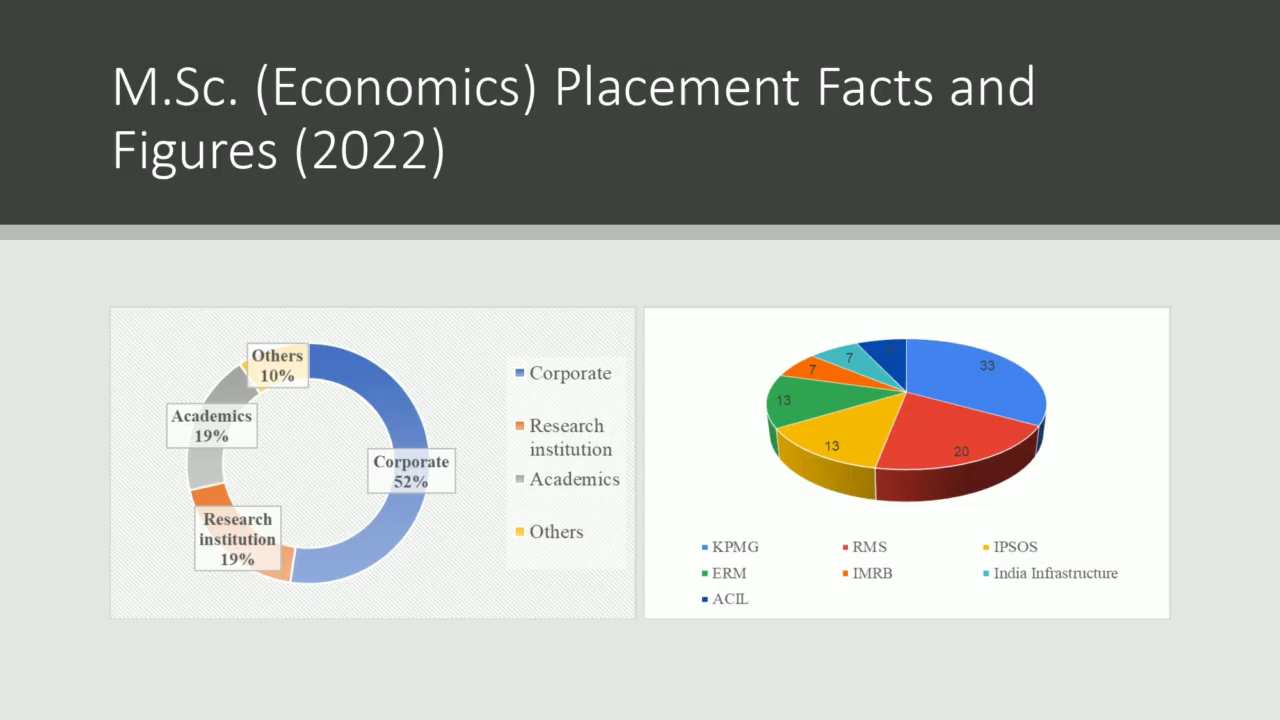 M.Sc. (Economics) Placement Facts and
Figures (2022)
Others
10%
Academics
19%
Corporate
52%
Research
institution
19%
Corporate
Research
institution
Academics
Others
33
20
13
13
7
7
KPMG
RMS
IPSOS
ERM
IMRB
India Infrastructure
ACIL